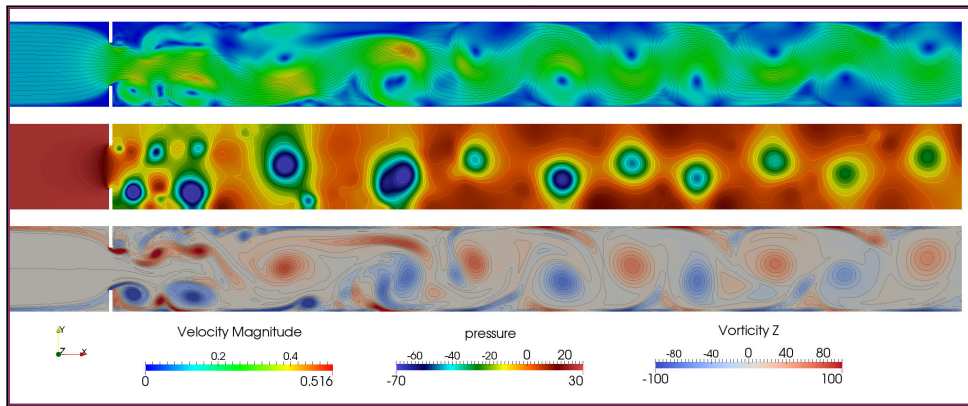 Velocity Magnitude
0.2 0.4
0 0.516
pressure
-60 -40 -20 0 20
-70 30
Vorticity Z
-80 -40 0 40 80
-100 100
Y
Z X